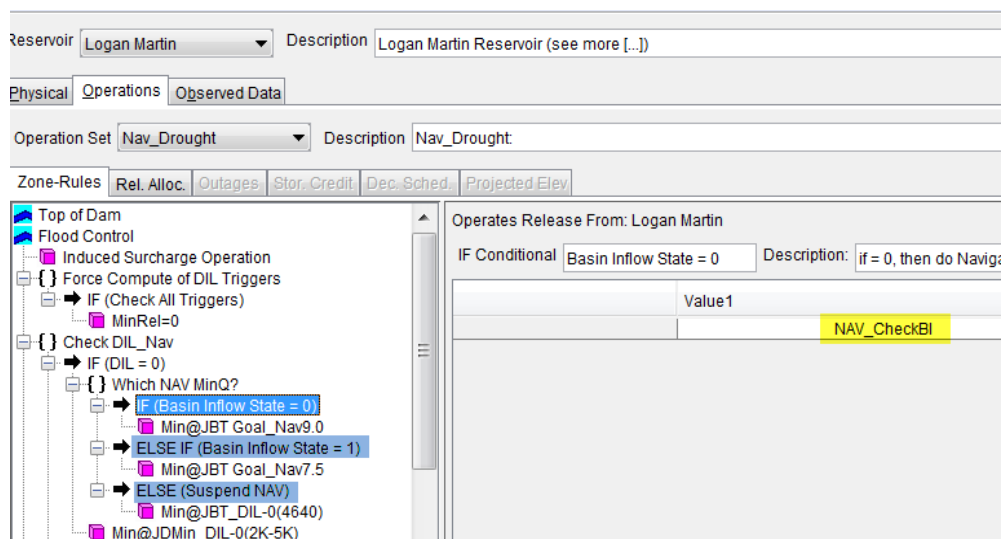 Reservoir Logan Martin Description Logan Martin Reservoir (see more [...])
Physical Operations Observed Data
Operation Set Nav_Drought Description Nav_Drought:
Zone-Rules Rel. Alloc. Outages Stor. Credit Dec. Sched. Projected Elev
Top of Dam
Flood Control
Induced Surcharge Operation
{ } Force Compute of DIL Triggers
IF (Check All Triggers)
MinRel=0
{ } Check DIL_Nav
IF (DIL = 0)
{ } Which NAV MinQ?
IF (Basin Inflow State = 0)
Min@JBT Goal_Nav9.0
ELSE IF (Basin Inflow State = 1)
Min@JBT Goal_Nav7.5
ELSE (Suspend NAV)
Min@JBT_DIL-0(4640)
Min@JDMin_DIL-0(2K-5K)
Operates Release From: Logan Martin
IF Conditional Basin Inflow State = 0 Description: if = 0, then do Naviga
Value1
NAV_CheckBI